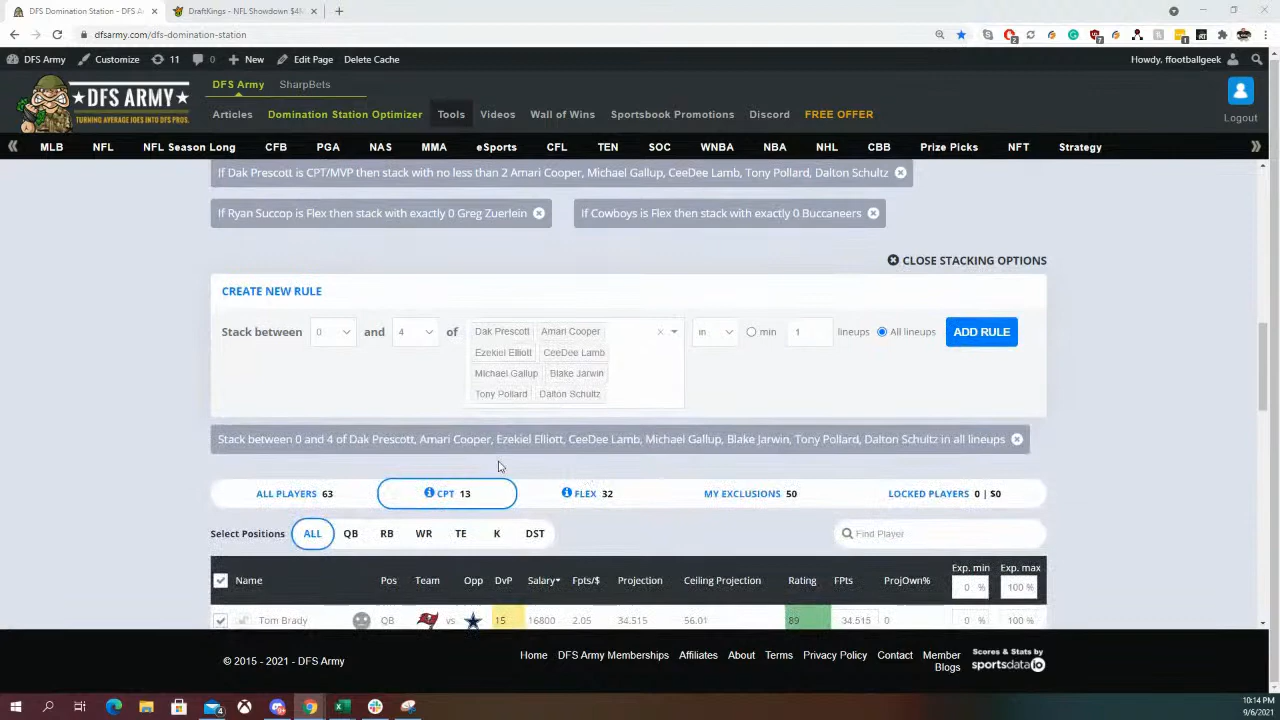 DFS Domination Station - DFS A
DraftKings - NFL Showdown $45
dfsarmy.com/dfs-domination-station
DFS Army Customize 11 0 New Edit Page Delete Cache Howdy, ffootballgeek
DFS ARMY
TURNING AVERAGE JOES INTO DFS PROS.
DFS Army SharpBets
Articles Domination Station Optimizer Tools Videos Wall of Wins Sportsbook Promotions Discord FREE OFFER
Logout
MLB NFL NFL Season Long CFB PGA NAS MMA eSports CFL TEN SOC WNBA NBA NHL CBB Prize Picks NFT Strategy
If Dak Prescott is CPT/MVP then stack with no less than 2 Amari Cooper, Michael Gallup, CeeDee Lamb, Tony Pollard, Dalton Schultz
If Ryan Succop is Flex then stack with exactly 0 Greg Zuerlein
If Cowboys is Flex then stack with exactly 0 Buccaneers
CLOSE STACKING OPTIONS
CREATE NEW RULE
Stack between 0 and 4 of Dak Prescott Amari Cooper in min 1 lineups All lineups ADD RULE
Ezekiel Elliott CeeDee Lamb
Michael Gallup Blake Jarwin
Tony Pollard Dalton Schultz
Stack between 0 and 4 of Dak Prescott, Amari Cooper, Ezekiel Elliott, CeeDee Lamb, Michael Gallup, Blake Jarwin, Tony Pollard, Dalton Schultz in all lineups
ALL PLAYERS 63 CPT 13 FLEX 32 MY EXCLUSIONS 50 LOCKED PLAYERS 0 | $0
Select Positions ALL QB RB WR TE K DST Find Player
Name Pos Team Opp DvP Salary Fpts/$ Projection Ceiling Projection Rating FPts ProjOwn% Exp. min 0 % Exp. max 100 %
Tom Brady QB vs 15 16800 2.05 34.515 56.01 89 34.515 0 0 % 100 %
© 2015 - 2021 - DFS Army
Home DFS Army Memberships Affiliates About Terms Privacy Policy Contact Member Blogs
Scores & Stats by
sportsdataio
10:14 PM
9/6/2021